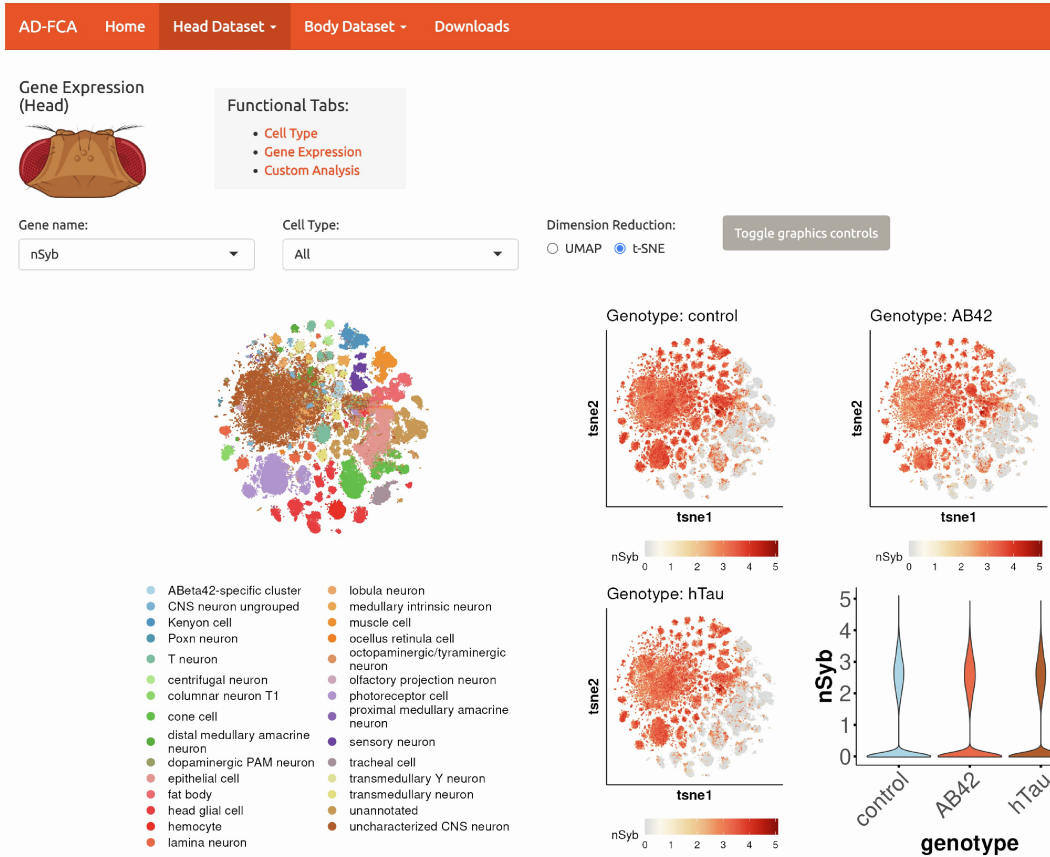 AD-FCA Home Head Dataset Body Dataset Downloads
Gene Expression
(Head)
Functional Tabs:
• Cell Type
• Gene Expression
• Custom Analysis
Gene name:
nSyb
Cell Type:
All
Dimension Reduction:
UMAP t-SNE
Toggle graphics controls
ABeta42-specific cluster
CNS neuron ungrouped
Kenyon cell
Poxn neuron
T neuron
centrifugal neuron
columnar neuron T1
cone cell
distal medullary amacrine
neuron
dopaminergic PAM neuron
epithelial cell
fat body
head glial cell
hemocyte
lamina neuron
lobula neuron
medullary intrinsic neuron
muscle cell
ocellus retinula cell
octopaminergic/tyraminergic
neuron
olfactory projection neuron
photoreceptor cell
proximal medullary amacrine
neuron
sensory neuron
tracheal cell
transmedullary Y neuron
transmedullary neuron
unannotated
uncharacterized CNS neuron
Genotype: control
tsne2
tsne1
nSyb
0 1 2 3 4 5
Genotype: AB42
tsne2
tsne1
nSyb
0 1 2 3 4 5
Genotype: hTau
tsne2
tsne1
nSyb
0 1 2 3 4 5
nSyb
5
4
3
2
1
0
control AB42 hTau
genotype